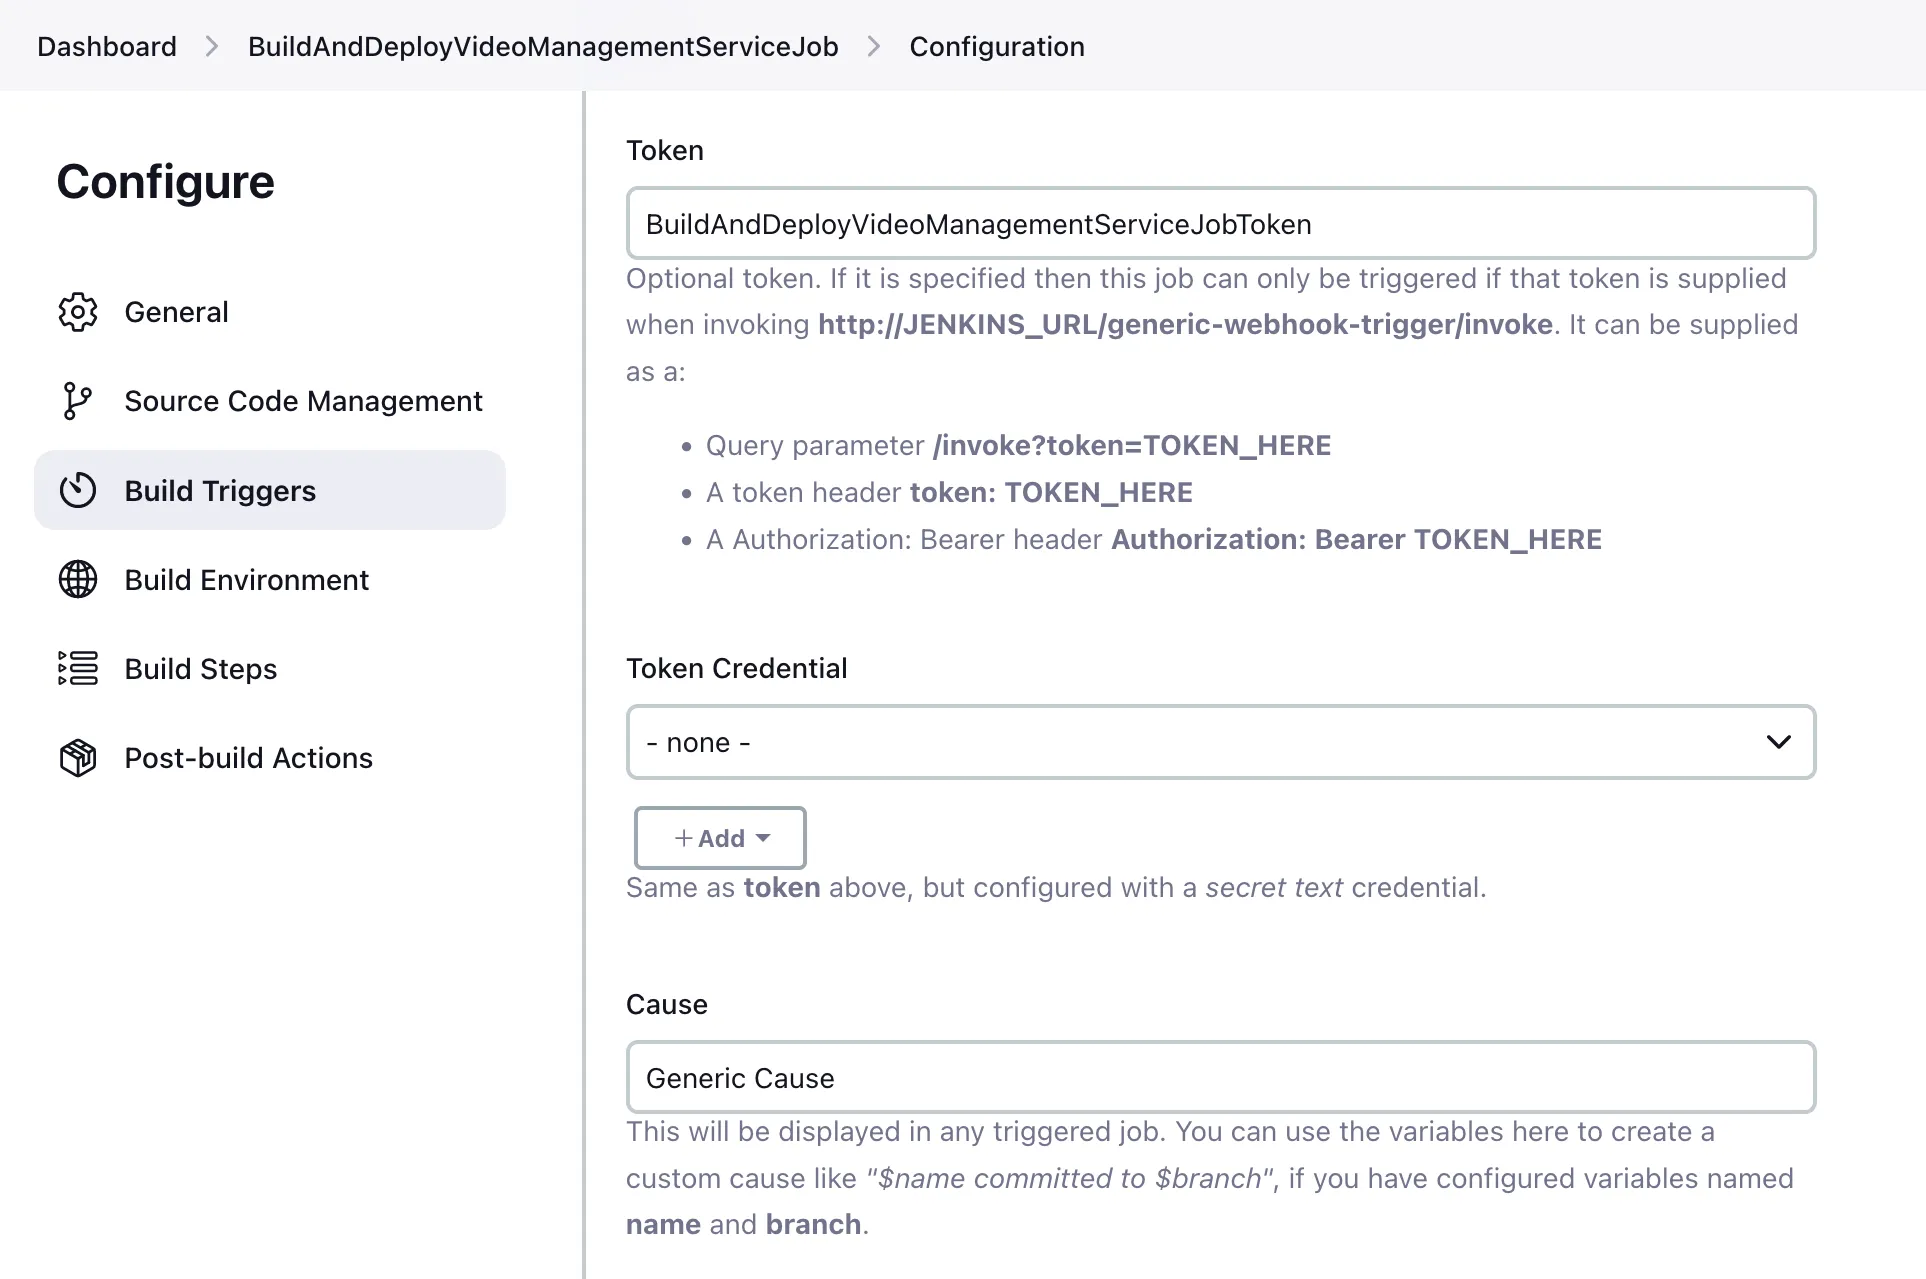 Dashboard > BuildAndDeployVideoManagementServiceJob > Configuration
Configure
General
Source Code Management
Build Triggers
Build Environment
Build Steps
Post-build Actions
Token
BuildAndDeployVideoManagementServiceJobToken
Optional token. If it is specified then this job can only be triggered if that token is supplied
when invoking http://JENKINS_URL/generic-webhook-trigger/invoke. It can be supplied
as a:
• Query parameter /invoke?token=TOKEN_HERE
• A token header token: TOKEN_HERE
• A Authorization: Bearer header Authorization: Bearer TOKEN_HERE
Token Credential
- none -
+ Add
Same as token above, but configured with a secret text credential.
Cause
Generic Cause
This will be displayed in any triggered job. You can use the variables here to create a
custom cause like "$name committed to $branch", if you have configured variables named
name and branch.